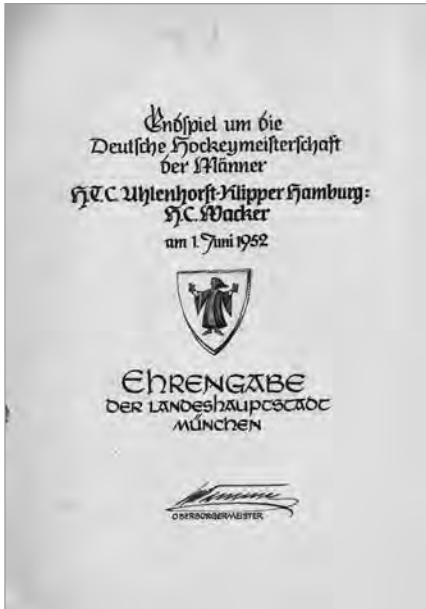 Endspiel um die
Deutsche Hockeymeisterschaft
der Männer
H.T.C. Uhlenhorst-Klipper Hamburg:
H.C. Wacker
am 1. Juni 1952
EHRENGABE
DER LANDESHAUPTSTADT
MÜNCHEN
OBERBÜRGERMEISTER